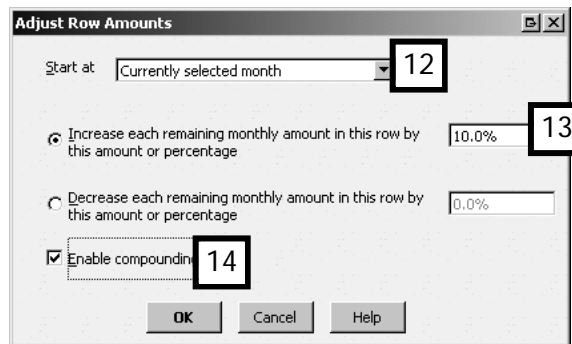 Adjust Row Amounts
Start at Currently selected month 12
Increase each remaining monthly amount in this row by 10.0% 13
this amount or percentage
Decrease each remaining monthly amount in this row by 0.0%
this amount or percentage
Enable 14
OK Cancel Help